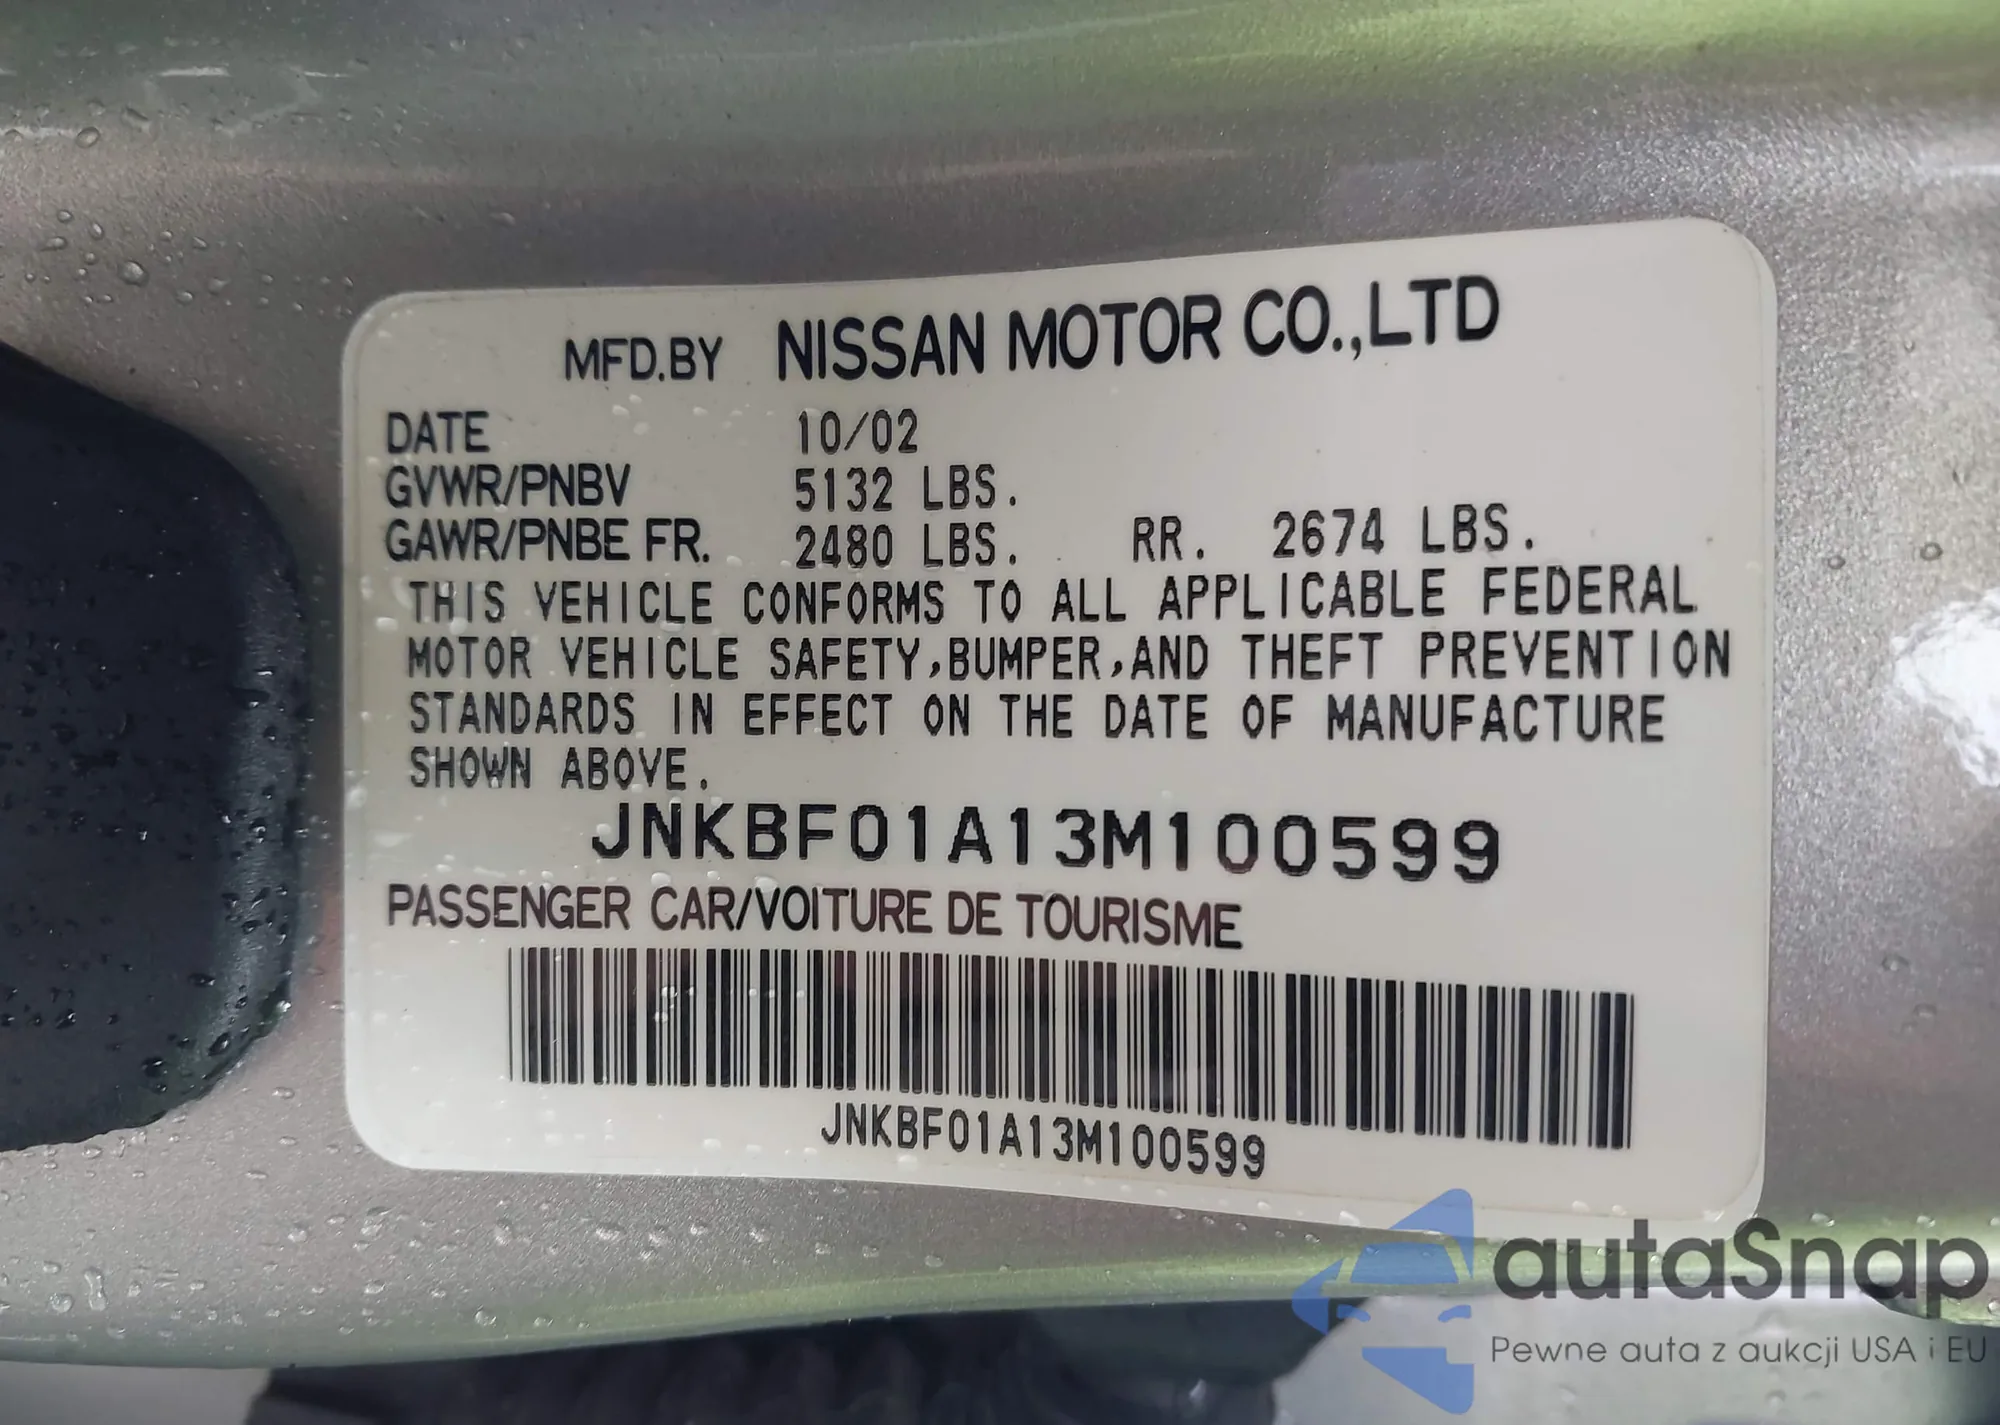 MFD.BY NISSAN MOTOR CO.,LTD
DATE 10/02
GVWR/PNBV 5132 LBS.
GAWR/PNBE FR. 2480 LBS. RR. 2674 LBS.
THIS VEHICLE CONFORMS TO ALL APPLICABLE FEDERAL
MOTOR VEHICLE SAFETY,BUMPER,AND THEFT PREVENTION
STANDARDS IN EFFECT ON THE DATE OF MANUFACTURE
SHOWN ABOVE.
JNKBF01A13M100599
PASSENGER CAR/VOITURE DE TOURISME
JNKBF01A13M100599
autaSnap
Pewne auta z aukcji USA i EU